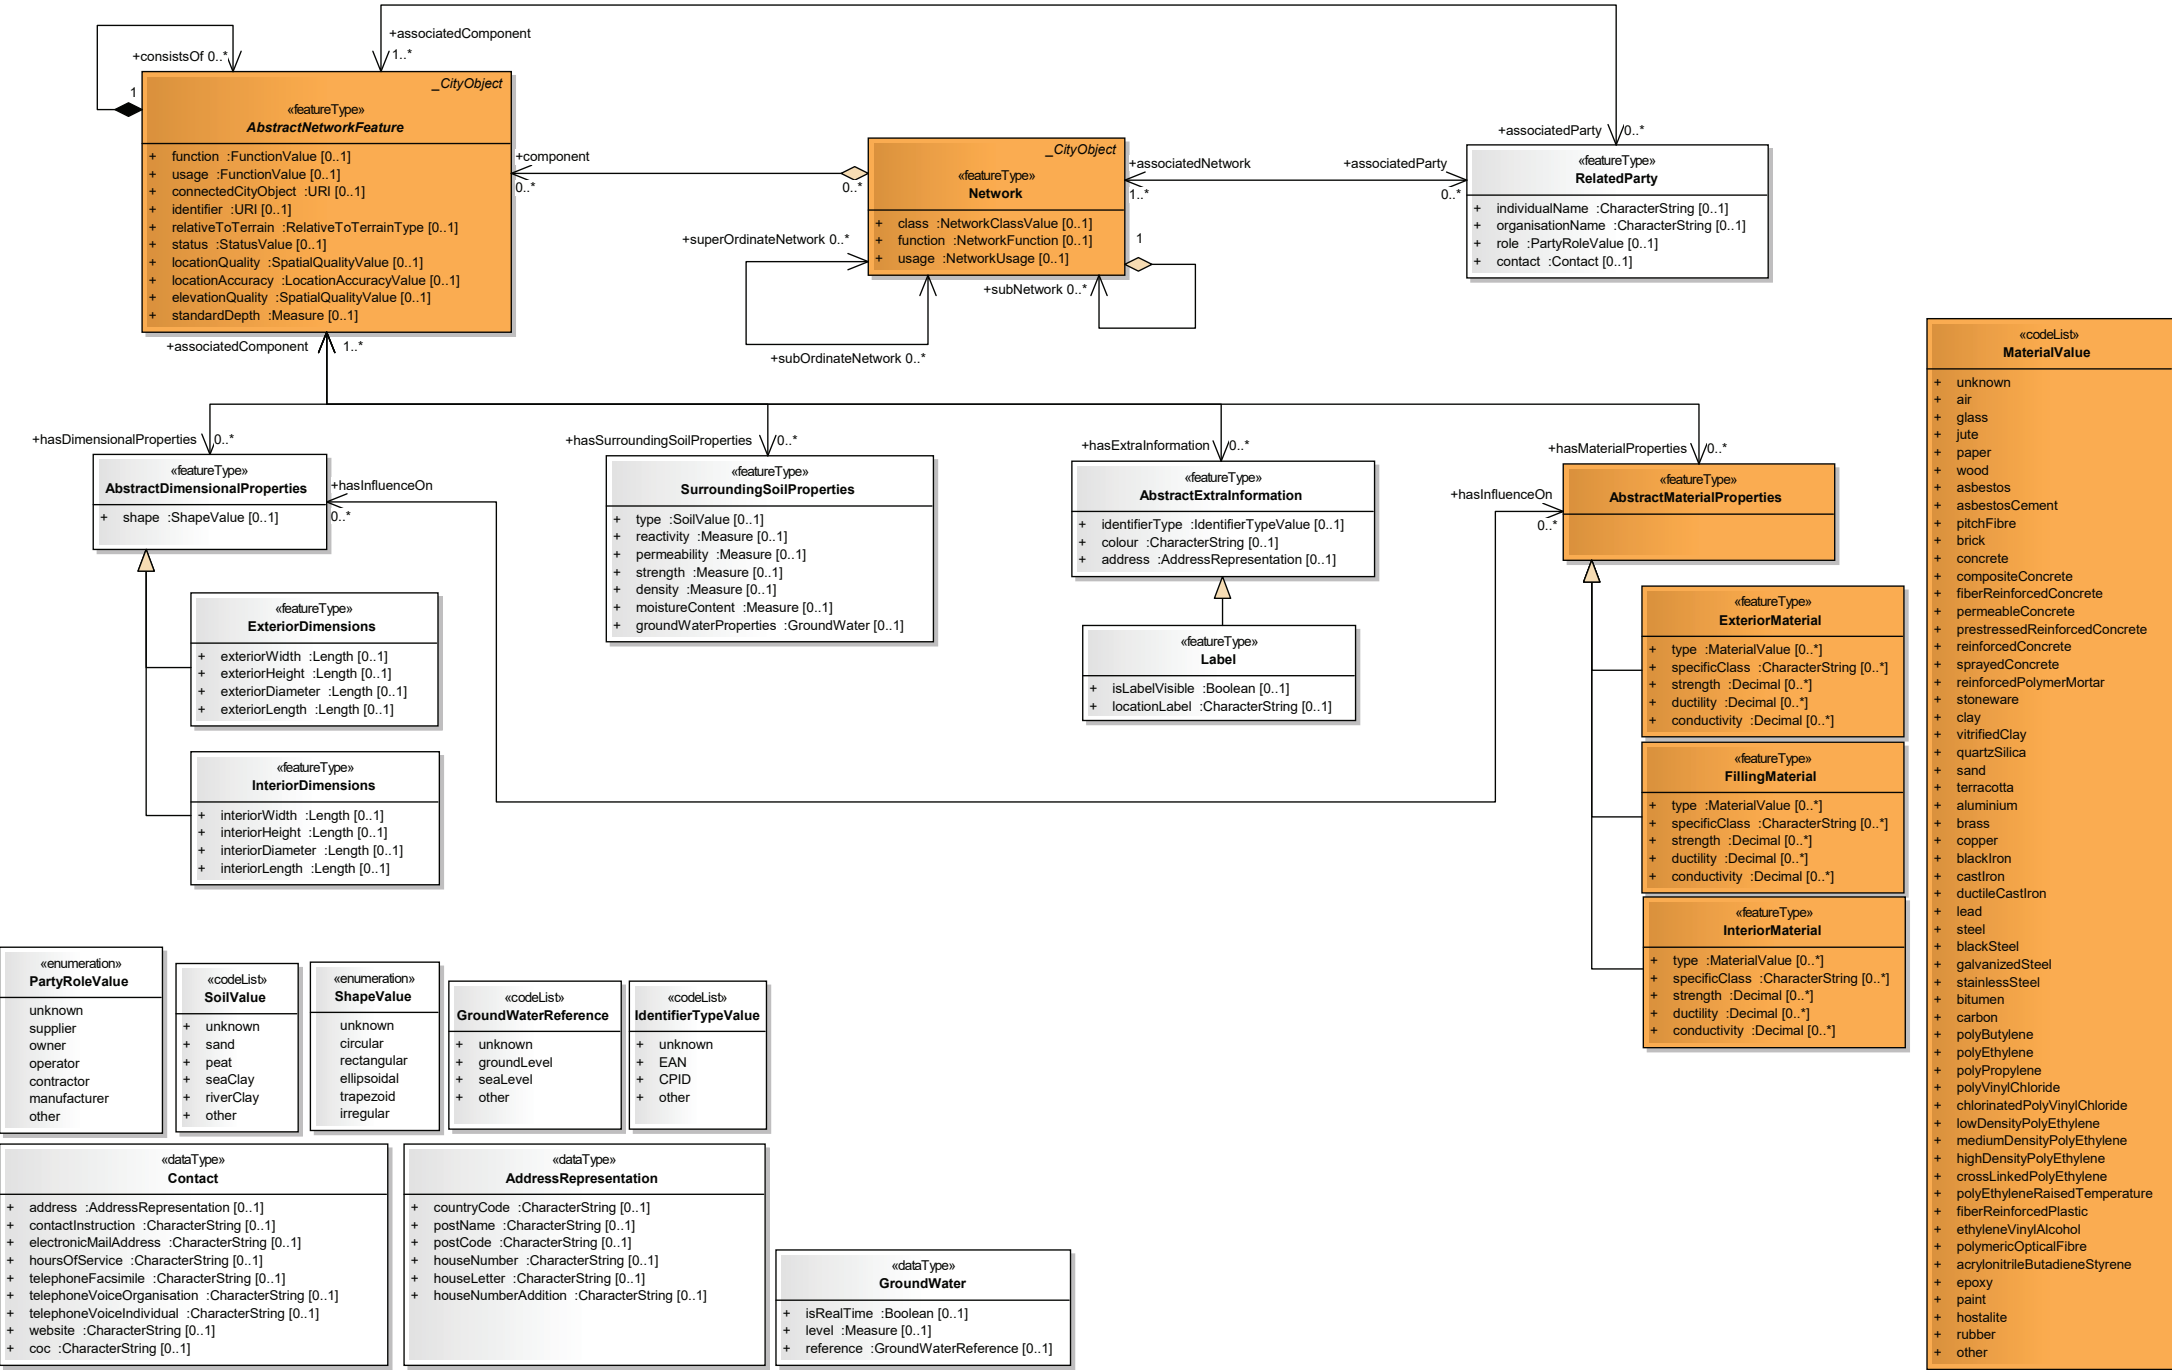 +consistsOf 0..*
1
+associatedComponent
1..*
_CityObject
«featureType»
AbstractNetworkFeature
+ function :FunctionValue [0..1]
+ usage :FunctionValue [0..1]
+ connectedCityObject :URI [0..1]
+ identifier :URI [0..1]
+ relativeToTerrain :RelativeToTerrainType [0..1]
+ status :StatusValue [0..1]
+ locationQuality :SpatialQualityValue [0..1]
+ locationAccuracy :LocationAccuracyValue [0..1]
+ elevationQuality :SpatialQualityValue [0..1]
+ standardDepth :Measure [0..1]
+component
0..*
0..*
_CityObject
«featureType»
Network
+ class :NetworkClassValue [0..1]
+ function :NetworkFunction [0..1]
+ usage :NetworkUsage [0..1]
+superOrdinateNetwork 0..*
+subOrdinateNetwork 0..*
1
+subNetwork 0..*
+associatedNetwork
1..*
+associatedParty
0..*
+associatedParty
0..*
«featureType»
RelatedParty
+ individualName :CharacterString [0..1]
+ organisationName :CharacterString [0..1]
+ role :PartyRoleValue [0..1]
+ contact :Contact [0..1]
+associatedComponent
1..*
+hasDimensionalProperties
0..*
«featureType»
AbstractDimensionalProperties
+ shape :ShapeValue [0..1]
+hasInfluenceOn
0..*
«featureType»
ExteriorDimensions
+ exteriorWidth :Length [0..1]
+ exteriorHeight :Length [0..1]
+ exteriorDiameter :Length [0..1]
+ exteriorLength :Length [0..1]
«featureType»
InteriorDimensions
+ interiorWidth :Length [0..1]
+ interiorHeight :Length [0..1]
+ interiorDiameter :Length [0..1]
+ interiorLength :Length [0..1]
+hasSurroundingSoilProperties
0..*
«featureType»
SurroundingSoilProperties
+ type :SoilValue [0..1]
+ reactivity :Measure [0..1]
+ permeability :Measure [0..1]
+ strength :Measure [0..1]
+ density :Measure [0..1]
+ moistureContent :Measure [0..1]
+ groundWaterProperties :GroundWater [0..1]
+hasExtraInformation
0..*
«featureType»
AbstractExtraInformation
+ identifierType :IdentifierTypeValue [0..1]
+ colour :CharacterString [0..1]
+ address :AddressRepresentation [0..1]
«featureType»
Label
+ isLabelVisible :Boolean [0..1]
+ locationLabel :CharacterString [0..1]
+hasMaterialProperties
0..*
+hasInfluenceOn
0..*
«featureType»
AbstractMaterialProperties
«featureType»
ExteriorMaterial
+ type :MaterialValue [0..*]
+ specificClass :CharacterString [0..*]
+ strength :Decimal [0..*]
+ ductility :Decimal [0..*]
+ conductivity :Decimal [0..*]
«featureType»
FillingMaterial
+ type :MaterialValue [0..*]
+ specificClass :CharacterString [0..*]
+ strength :Decimal [0..*]
+ ductility :Decimal [0..*]
+ conductivity :Decimal [0..*]
«featureType»
InteriorMaterial
+ type :MaterialValue [0..*]
+ specificClass :CharacterString [0..*]
+ strength :Decimal [0..*]
+ ductility :Decimal [0..*]
+ conductivity :Decimal [0..*]
«codeList»
MaterialValue
+ unknown
+ air
+ glass
+ jute
+ paper
+ wood
+ asbestos
+ asbestosCement
+ pitchFibre
+ brick
+ concrete
+ compositeConcrete
+ fiberReinforcedConcrete
+ permeableConcrete
+ prestressedReinforcedConcrete
+ reinforcedConcrete
+ sprayedConcrete
+ reinforcedPolymerMortar
+ stoneware
+ clay
+ vitrifiedClay
+ quartzSilica
+ sand
+ terracotta
+ aluminium
+ brass
+ copper
+ blackIron
+ castIron
+ ductileCastIron
+ lead
+ steel
+ blackSteel
+ galvanizedSteel
+ stainlessSteel
+ bitumen
+ carbon
+ polyButylene
+ polyEthylene
+ polyPropylene
+ polyVinylChloride
+ chlorinatedPolyVinylChloride
+ lowDensityPolyEthylene
+ mediumDensityPolyEthylene
+ highDensityPolyEthylene
+ crossLinkedPolyEthylene
+ polyEthyleneRaisedTemperature
+ fiberReinforcedPlastic
+ ethyleneVinylAlcohol
+ polymericOpticalFibre
+ acrylonitrileButadieneStyrene
+ epoxy
+ paint
+ hostalite
+ rubber
+ other
«enumeration»
PartyRoleValue
unknown
supplier
owner
operator
contractor
manufacturer
other
«codeList»
SoilValue
+ unknown
+ sand
+ peat
+ seaClay
+ riverClay
+ other
«enumeration»
ShapeValue
unknown
circular
rectangular
ellipsoidal
trapezoid
irregular
«codeList»
GroundWaterReference
+ unknown
+ groundLevel
+ seaLevel
+ other
«codeList»
IdentifierTypeValue
+ unknown
+ EAN
+ CPID
+ other
«dataType»
Contact
+ address :AddressRepresentation [0..1]
+ contactInstruction :CharacterString [0..1]
+ electronicMailAddress :CharacterString [0..1]
+ hoursOfService :CharacterString [0..1]
+ telephoneFacsimile :CharacterString [0..1]
+ telephoneVoiceOrganisation :CharacterString [0..1]
+ telephoneVoiceIndividual :CharacterString [0..1]
+ website :CharacterString [0..1]
+ coc :CharacterString [0..1]
«dataType»
AddressRepresentation
+ countryCode :CharacterString [0..1]
+ postName :CharacterString [0..1]
+ postCode :CharacterString [0..1]
+ houseNumber :CharacterString [0..1]
+ houseLetter :CharacterString [0..1]
+ houseNumberAddition :CharacterString [0..1]
«dataType»
GroundWater
+ isRealTime :Boolean [0..1]
+ level :Measure [0..1]
+ reference :GroundWaterReference [0..1]